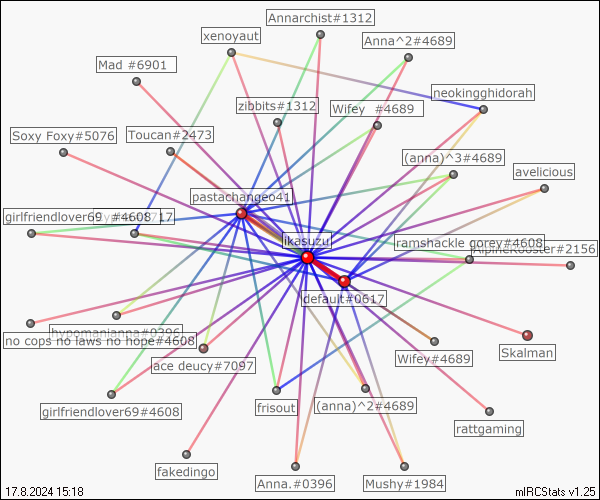 Annarchist#1312
xenoyaut
Anna^2#4689
Mad #6901
neokingghidorah
zibbits#1312
Wifey #4689
Soxy Foxy#5076
Toucan#2473
(anna)^3#4689
avelicious
pastachangeo41
girlfriendlover69 #4608
ikasuzu
ramshackle gorey#4608
#2156
default#0617
hypomanianna#0396
no cops no laws no hope#4608
Skalman
ace deucy#7097
Wifey#4689
girlfriendlover69#4608
frisout
(anna)^2#4689
rattgaming
fakedingo
Anna.#0396
Mushy#1984
17.8.2024 15:18
mIRCStats v1.25